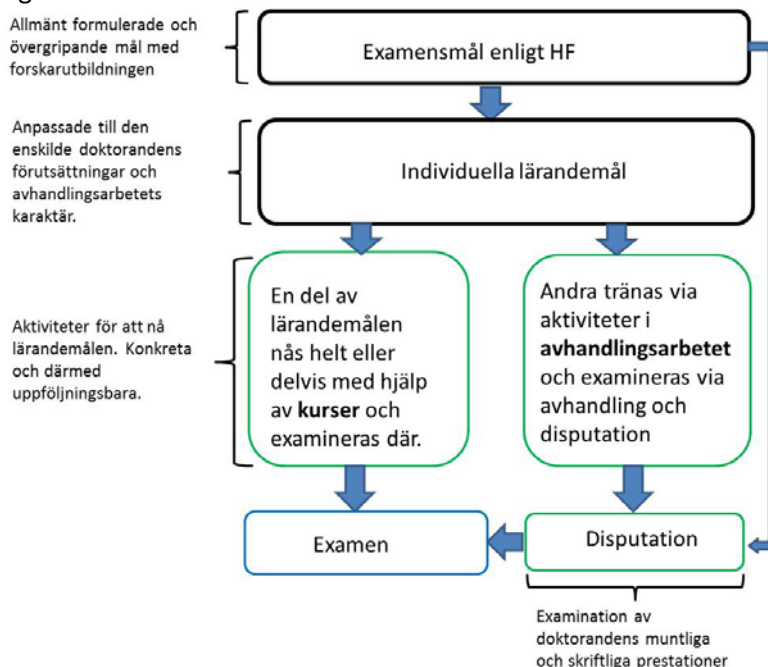 Allmänt formulerade och
övergripande mål med
forskarutbildningen
Examensmål enligt HF
Anpassade till den
enskilde doktorandens
förutsättningar och
avhandlingsarbetets
karaktär.
Individuella lärandemål
Aktiviteter för att nå
lärandemålen. Konkreta
och därmed
uppföljningsbara.
En del av
lärandemålen
nås helt eller
delvis med hjälp
av kurser och
examineras där.
Andra tränas via
aktiviteter i
avhandlingsarbetet
och examineras via
avhandling och
disputation
Examen
Disputation
Examination av
doktorandens muntliga
och skriftliga prestationer